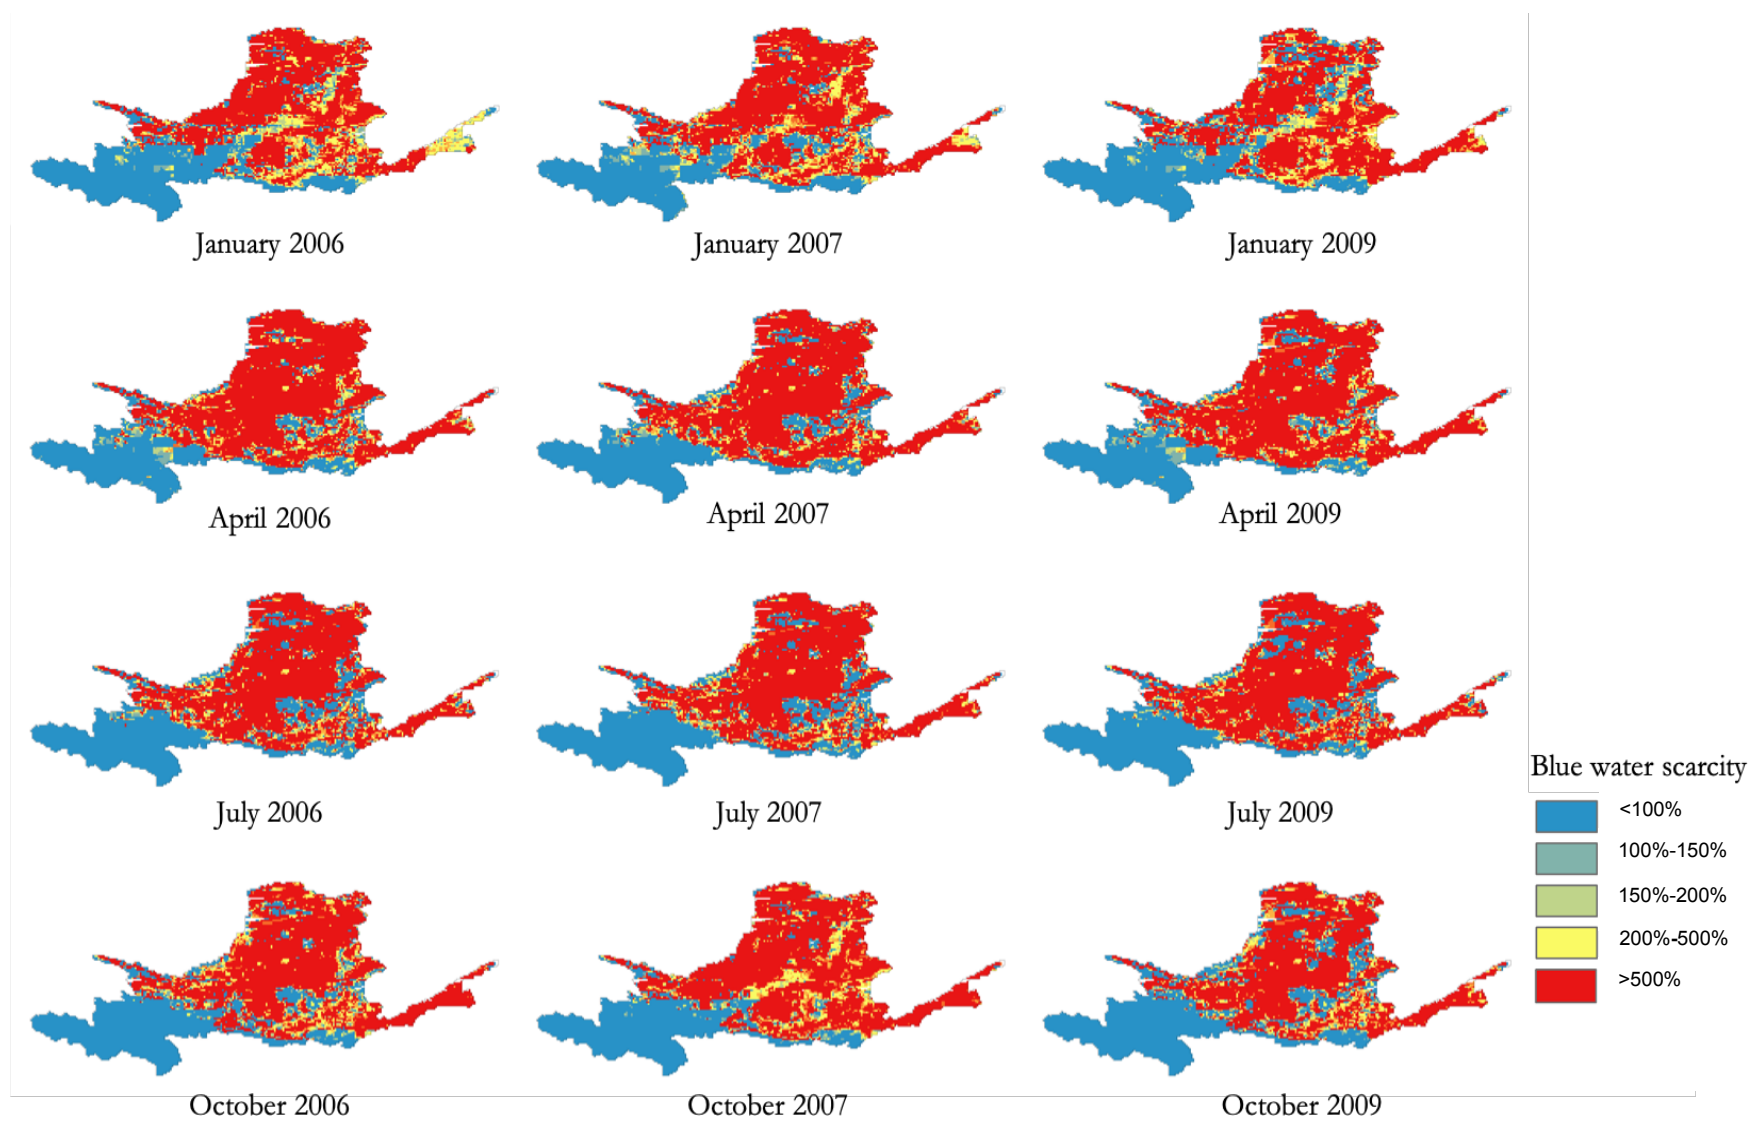 January 2006
January 2007
January 2009
April 2006
April 2007
April 2009
July 2006
July 2007
July 2009
Blue water scarcity
<100%
100%-150%
150%-200%
200%-500%
>500%
October 2006
October 2007
October 2009